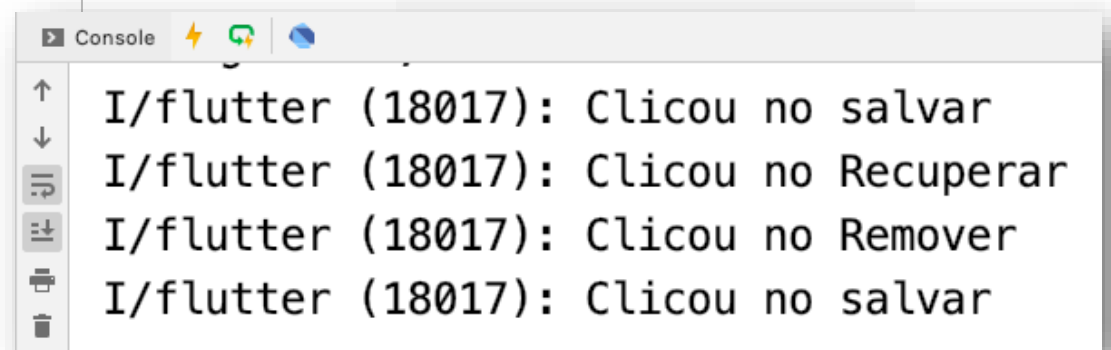 Console
I/flutter (18017): Clicou no salvar
I/flutter (18017): Clicou no Recuperar
I/flutter (18017): Clicou no Remover
I/flutter (18017): Clicou no salvar